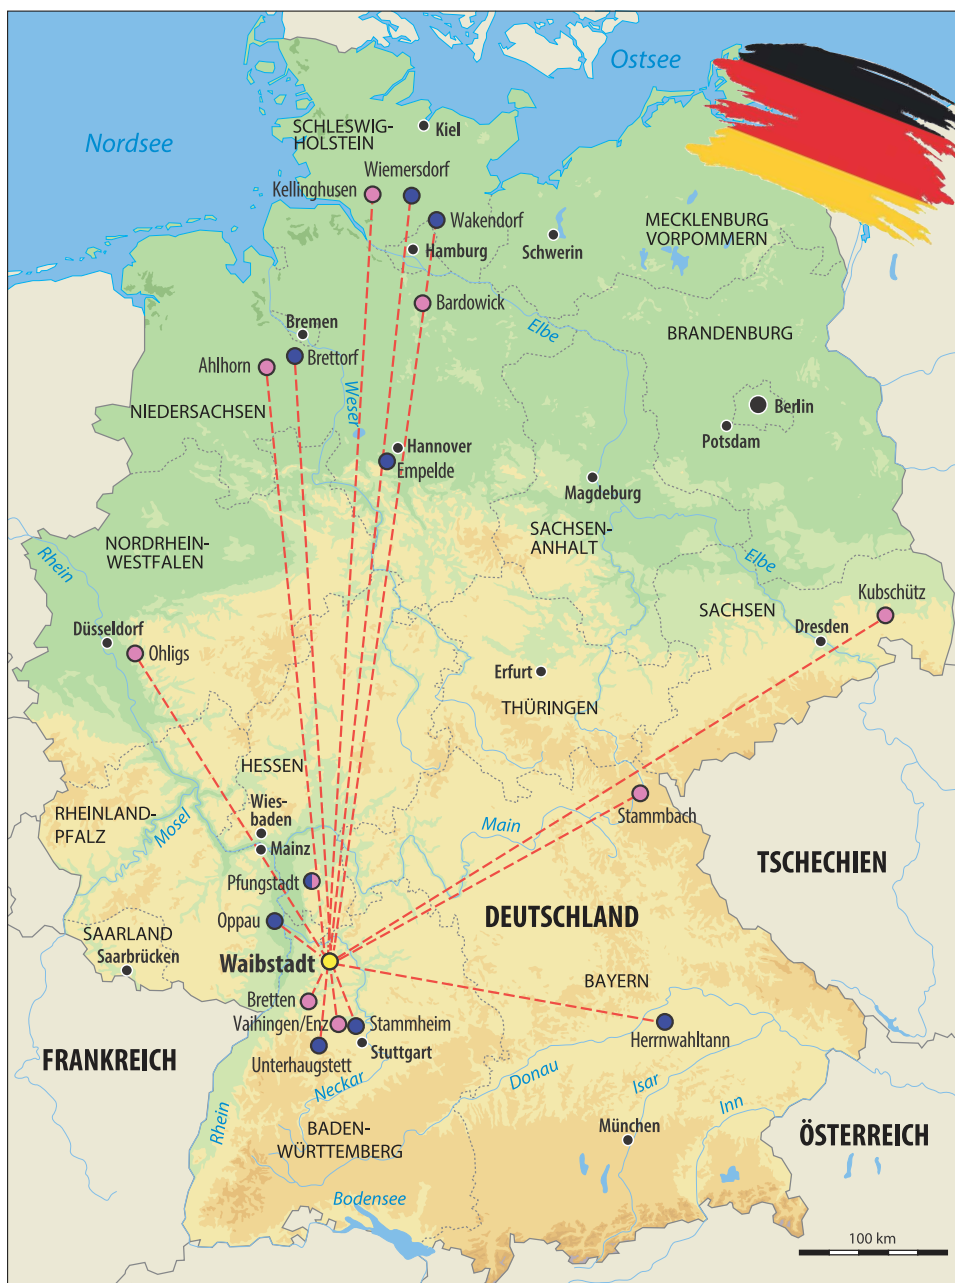 Ostsee
Nordsee
SCHLESWIG-
HOLSTEIN
Kiel
Wiemersdorf
Kellinghusen
Wakendorf
MECKLENBURG
VORPOMMERN
Schwerin
Hamburg
Bardowick
Elbe
Bremen
Brettorf
BRANDENBURG
Ahlhorn
Weser
NIEDERSACHSEN
Berlin
Potsdam
Hannover
Empelde
Magdeburg
SACHSEN-
ANHALT
NORDRHEIN-
WESTFALEN
Rhein
Elbe
Kubschütz
SACHSEN
Dresden
Düsseldorf
Ohligs
Erfurt
THÜRINGEN
HESSEN
Wies-
baden
RHEINLAND-
PFALZ
Mosel
Mainz
Main
Stammbach
TSCHECHIEN
Pfungstadt
DEUTSCHLAND
Oppau
SAARLAND
Saarbrücken
Waibstadt
BAYERN
Bretten
Vaihingen/Enz
Stammheim
Herrnwahltann
Stuttgart
Unterhaugstett
FRANKREICH
Neckar
Donau
Isar
Inn
Rhein
BADEN-
WÜRTTEMBERG
München
ÖSTERREICH
Bodensee
100 km